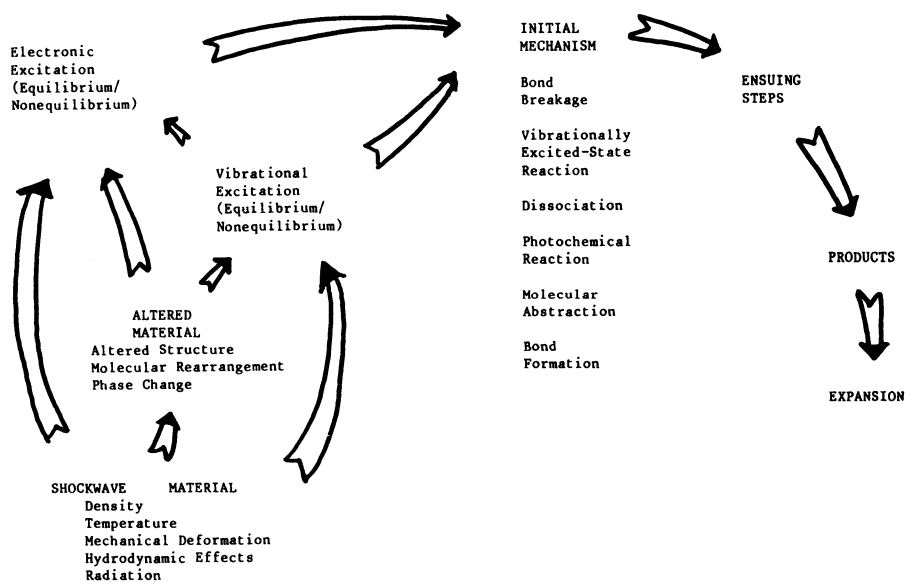 Electronic
Excitation
(Equilibrium/
Nonequilibrium)
Vibrational
Excitation
(Equilibrium/
Nonequilibrium)
ALTERED
MATERIAL
Altered Structure
Molecular Rearrangement
Phase Change
SHOCKWAVE MATERIAL
Density
Temperature
Mechanical Deformation
Hydrodynamic Effects
Radiation
INITIAL
MECHANISM
Bond
Breakage
Vibrationally
Excited-State
Reaction
Dissociation
Photochemical
Reaction
Molecular
Abstraction
Bond
Formation
ENSUING
STEPS
PRODUCTS
EXPANSION